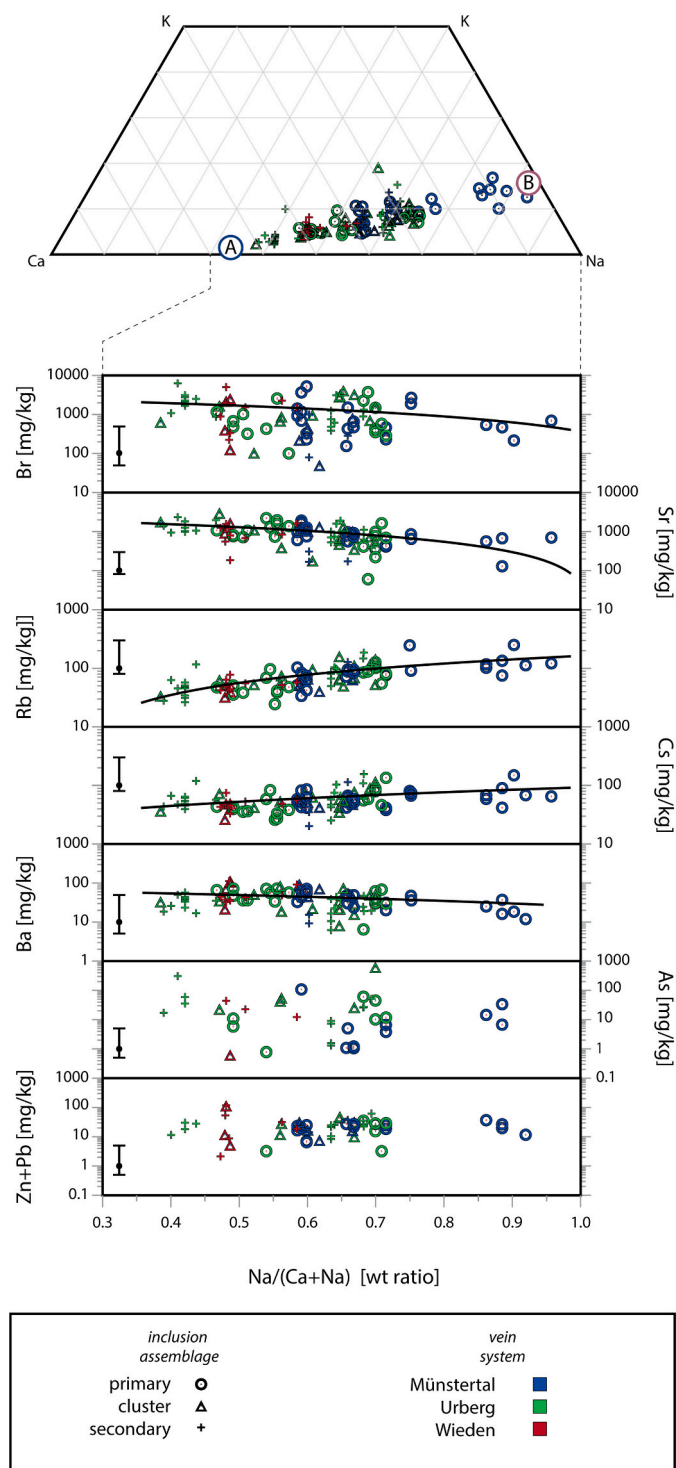 K K
A
B
Ca Na
Br [mg/kg]
10000
1000
100
10
Sr [mg/kg]
10000
1000
100
10
Rb [mg/kg]]
1000
100
10
Cs [mg/kg]
1000
100
10
Ba [mg/kg]
1000
100
10
1
As [mg/kg]
1000
100
10
1
0.1
Zn+Pb [mg/kg]
1000
100
10
1
0.1
0.3 0.4 0.5 0.6 0.7 0.8 0.9 1.0
Na/(Ca+Na) [wt ratio]
inclusion
assemblage
primary
cluster
secondary
vein
system
Münstertal
Urberg
Wieden